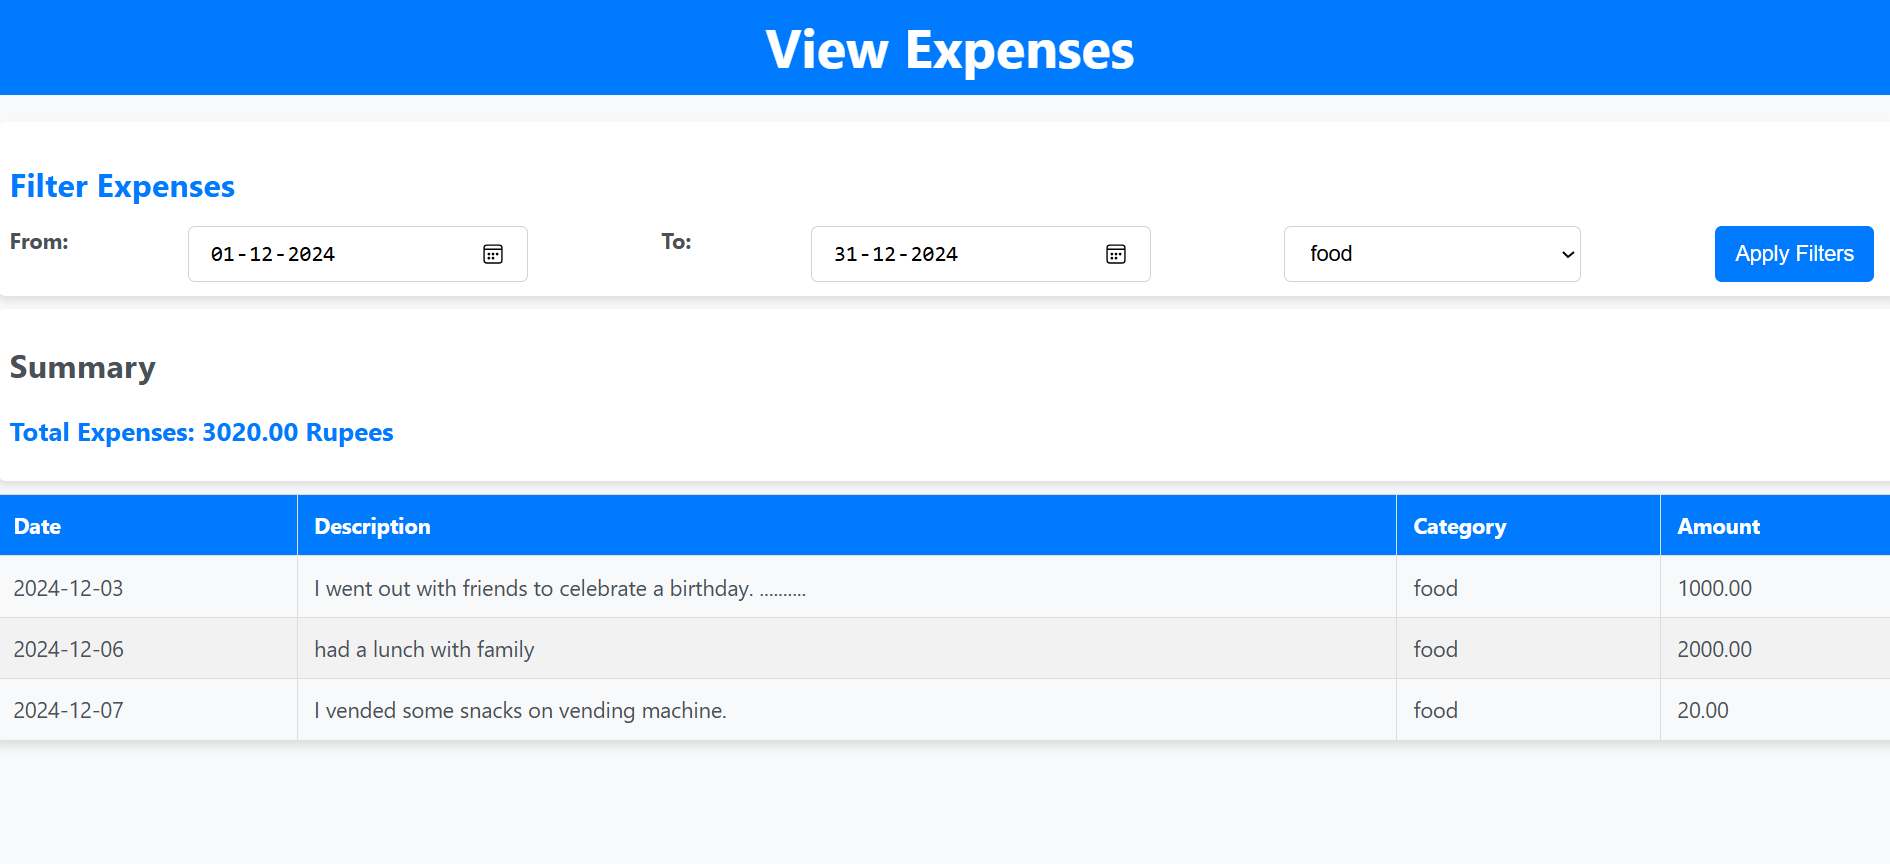 View Expenses
Filter Expenses
From: 01-12-2024 To: 31-12-2024 food Apply Filters
Summary
Total Expenses: 3020.00 Rupees
Date Description Category Amount
2024-12-03 I went out with friends to celebrate a birthday. .......... food 1000.00
2024-12-06 had a lunch with family food 2000.00
2024-12-07 I vended some snacks on vending machine. food 20.00